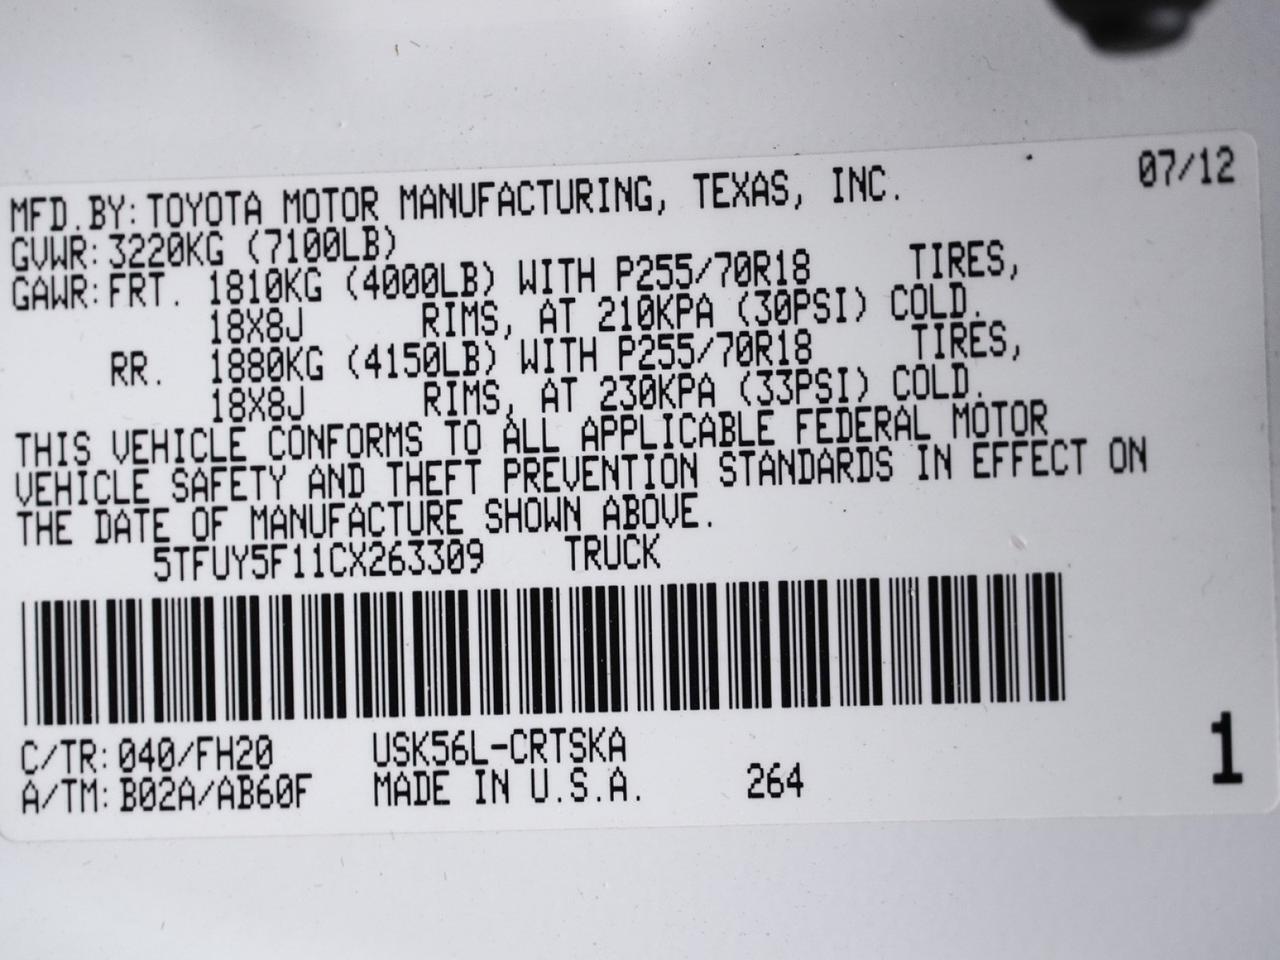 07/12
MFD.BY:TOYOTA MOTOR MANUFACTURING, TEXAS, INC.
GVWR:3220KG (7100LB)
GAWR:FRT. 1810KG (4000LB) WITH P255/70R18 TIRES,
18X8J RIMS, AT 210KPA (30PSI) COLD.
RR. 1880KG (4150LB) WITH P255/70R18 TIRES,
18X8J RIMS, AT 230KPA (33PSI) COLD.
THIS VEHICLE CONFORMS TO ALL APPLICABLE FEDERAL MOTOR
VEHICLE SAFETY AND THEFT PREVENTION STANDARDS IN EFFECT ON
THE DATE OF MANUFACTURE SHOWN ABOVE.
5TFUY5F11CX263309 TRUCK
C/TR:040/FH20 USK56L-CRTSKA
A/TM:B02A/AB60F MADE IN U.S.A. 264
1